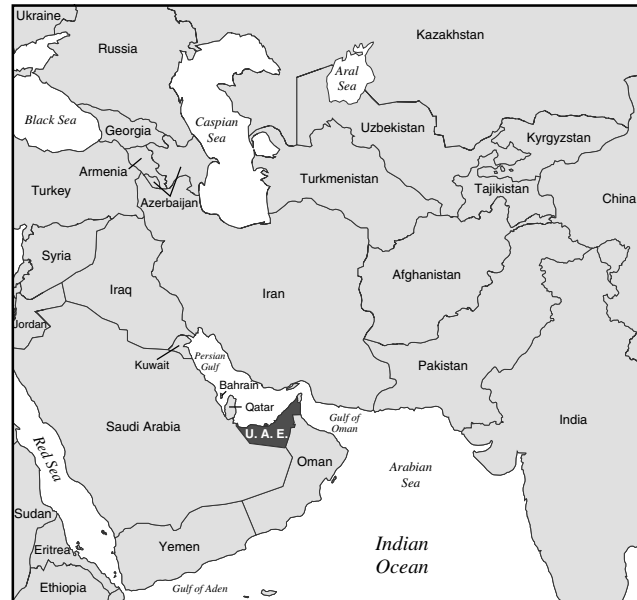 Ukraine
Kazakhstan
Russia
Aral
Sea
Black Sea
Caspian
Sea
Georgia
Uzbekistan
Kyrgyzstan
Armenia
Turkey
Turkmenistan
Tajikistan
China
Azerbaijan
Syria
Afghanistan
Iraq
Iran
Jordan
Kuwait
Persian
Gulf
Pakistan
Bahrain
Qatar
Gulf of
Oman
India
Saudi Arabia
U. A. E.
Red Sea
Oman
Arabian
Sea
Sudan
Eritrea
Yemen
Indian
Ocean
Ethiopia
Gulf of Aden